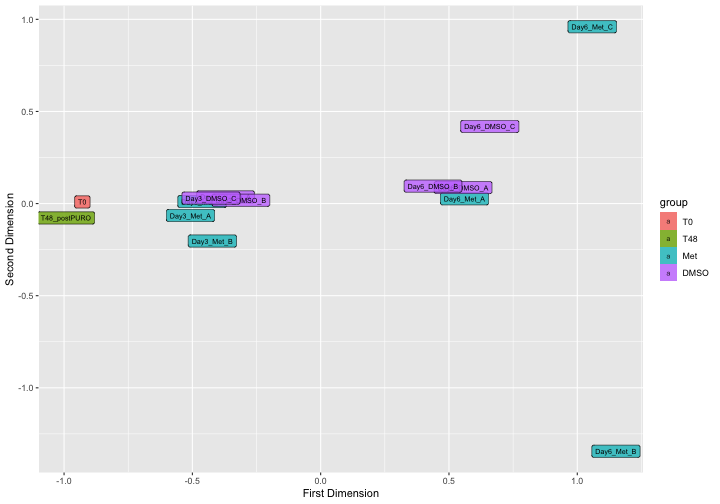 1.0
0.5
0.0
-0.5
-1.0
Second Dimension
Day6_Met_C
Day6_DMSO_C
Day6_DMSO_B
DMSO_A
Day6_Met_A
T0
T48_postPURO
Day3_DMSO_C
DMSO_B
Day3_Met_A
Day3_Met_B
Day6_Met_B
-1.0
-0.5
0.0
0.5
1.0
First Dimension
group
a T0
a T48
a Met
a DMSO